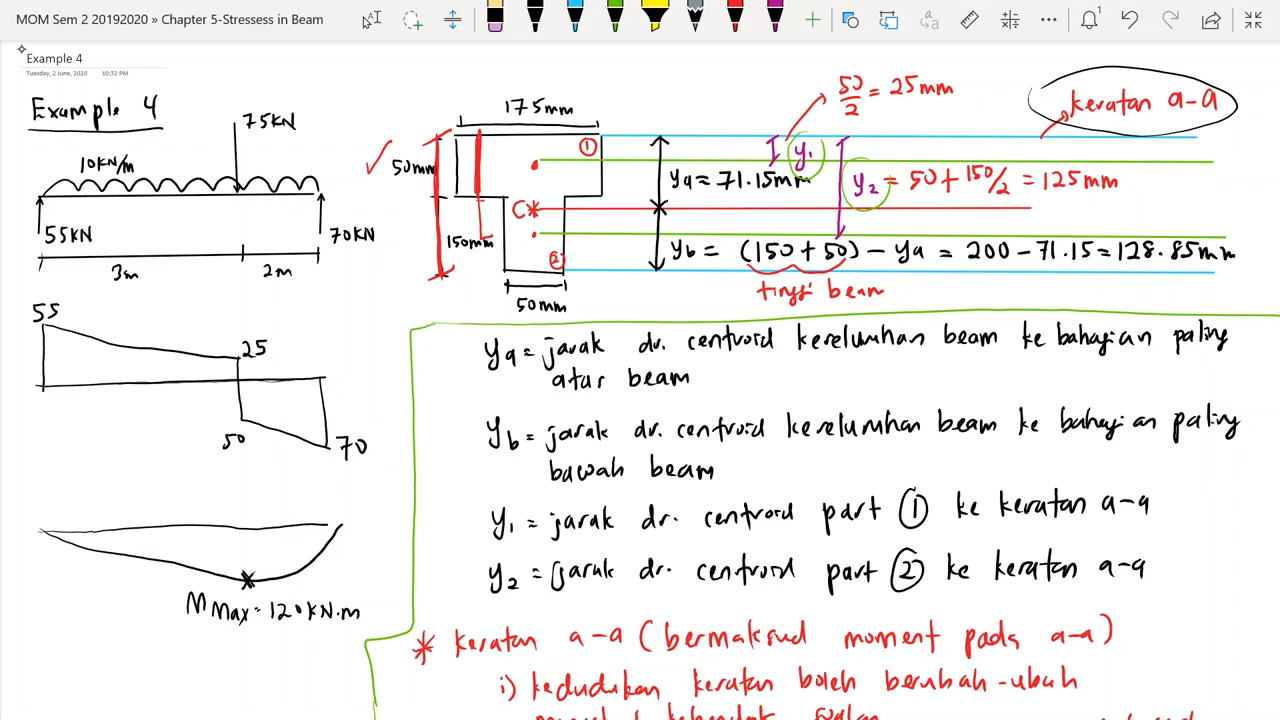 MOM Sem 2 20192020 » Chapter 5-Stressess in Beam
Example 4
Tuesday, 2 June, 2020 10:32 PM
Example 4
75KN
10KN/m
55KN
70KN
3m
2m
55
25
50
70
Mmax = 120KN.m
175mm
50mm
150mm
50mm
①
②
C
50/2 = 25mm
keratan a-a
y₁
ya = 71.15mm
y₂ = 50 + 150/2 = 125mm
yb = (150 + 50) - ya = 200 - 71.15 = 128.85mm
tinggi beam
ya = jarak dr. centroid keseluruhan beam ke bahagian paling
atas beam
yb = jarak dr. centroid keseluruhan beam ke bahagian paling
bawah beam
y₁ = jarak dr. centroid part ① ke keratan a-a
y₂ = jarak dr. centroid part ② ke keratan a-a
* keratan a-a (bermaksud moment pada a-a)
i) kedudukan keratan boleh berubah-ubah